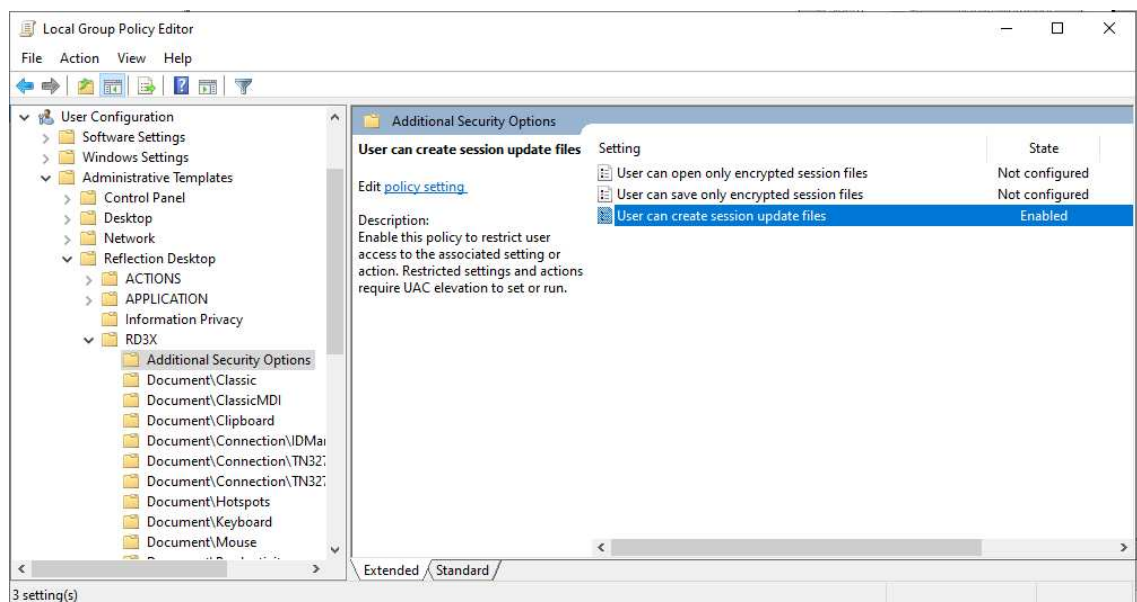 Local Group Policy Editor
File Action View Help
User Configuration
Software Settings
Windows Settings
Administrative Templates
Control Panel
Desktop
Network
Reflection Desktop
ACTIONS
APPLICATION
Information Privacy
RD3X
Additional Security Options
Document\Classic
Document\ClassicMDI
Document\Clipboard
Document\Connection\IDMa
Document\Connection\TN327
Document\Connection\TN327
Document\Hotspots
Document\Keyboard
Document\Mouse
Additional Security Options
User can create session update files
Edit policy setting
Description:
Enable this policy to restrict user
access to the associated setting or
action. Restricted settings and actions
require UAC elevation to set or run.
Setting State
User can open only encrypted session files Not configured
User can save only encrypted session files Not configured
User can create session update files Enabled
Extended Standard
3 setting(s)